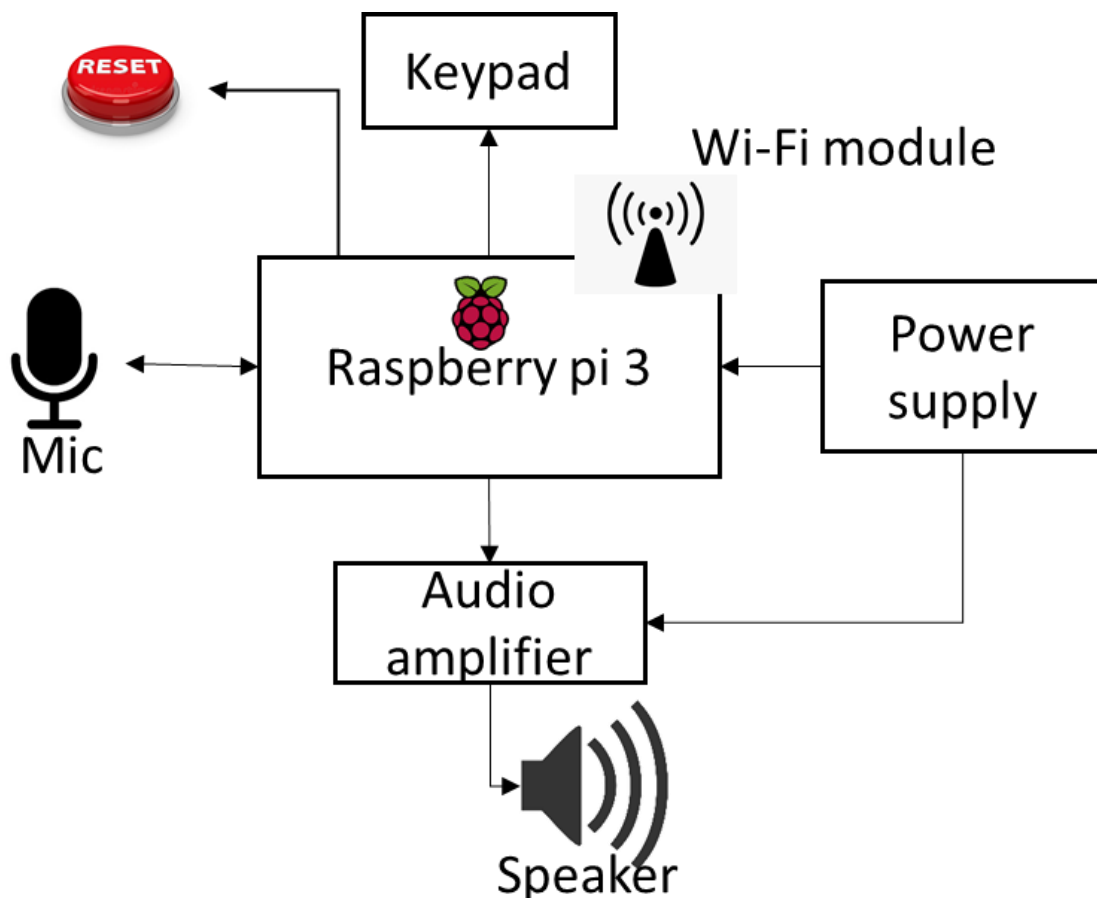 RESET
Keypad
Wi-Fi module
Raspberry pi 3
Power
supply
Mic
Audio
amplifier
Speaker